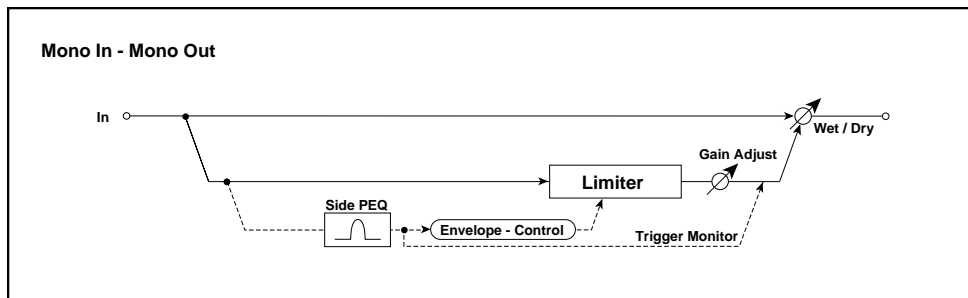 Mono In - Mono Out
In
Wet / Dry
Gain Adjust
Limiter
Side PEQ
Envelope - Control
Trigger Monitor